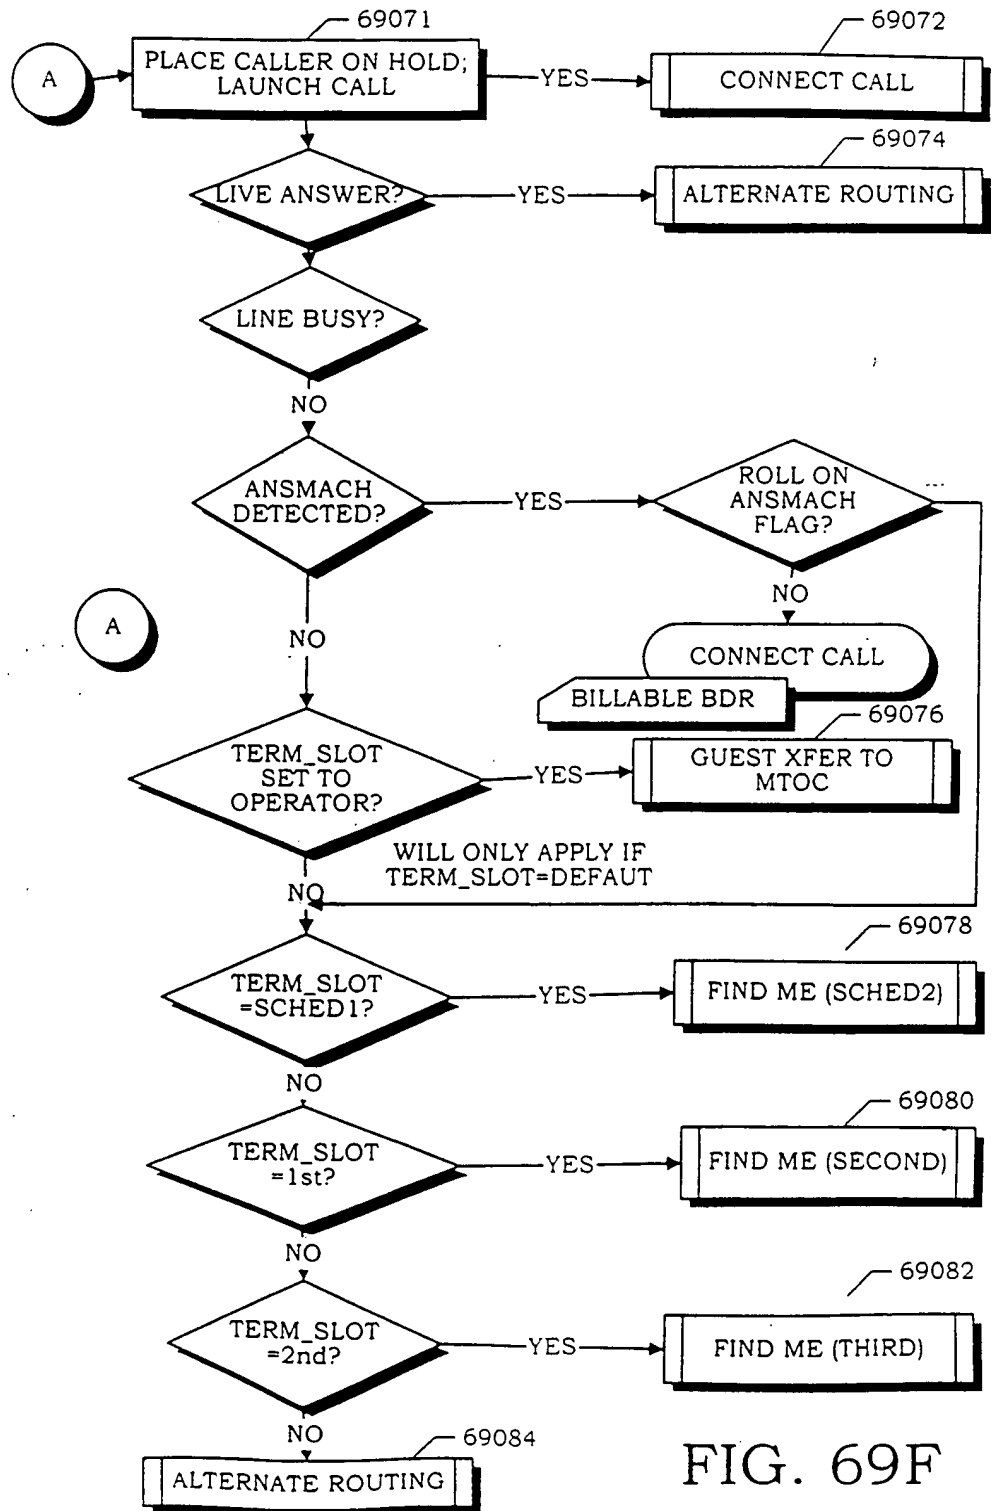 69071
A
PLACE CALLER ON HOLD;
LAUNCH CALL
YES
69072
CONNECT CALL
LIVE ANSWER?
YES
69074
ALTERNATE ROUTING
LINE BUSY?
NO
ANSMACH
DETECTED?
YES
ROLL ON
ANSMACH
FLAG?
NO
CONNECT CALL
BILLABLE BDR
A
NO
TERM_SLOT
SET TO
OPERATOR?
YES
69076
GUEST XFER TO
MTOC
WILL ONLY APPLY IF
TERM_SLOT=DEFAUT
NO
TERM_SLOT
=SCHED1?
YES
69078
FIND ME (SCHED2)
NO
TERM_SLOT
=1st?
YES
69080
FIND ME (SECOND)
NO
TERM_SLOT
=2nd?
YES
69082
FIND ME (THIRD)
NO
69084
ALTERNATE ROUTING
FIG. 69F